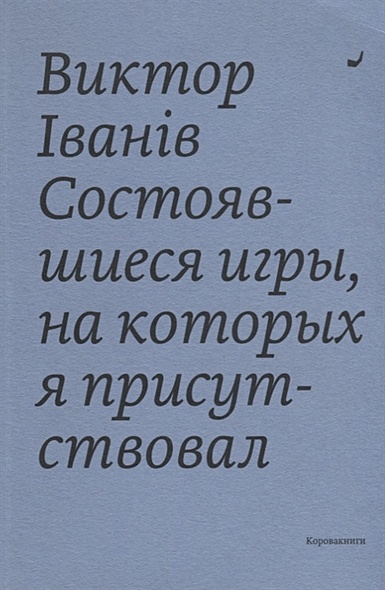 Виктор
Іванів
Состояв-
шиеся игры,
на которых
я присут-
ствовал
Коровакниги